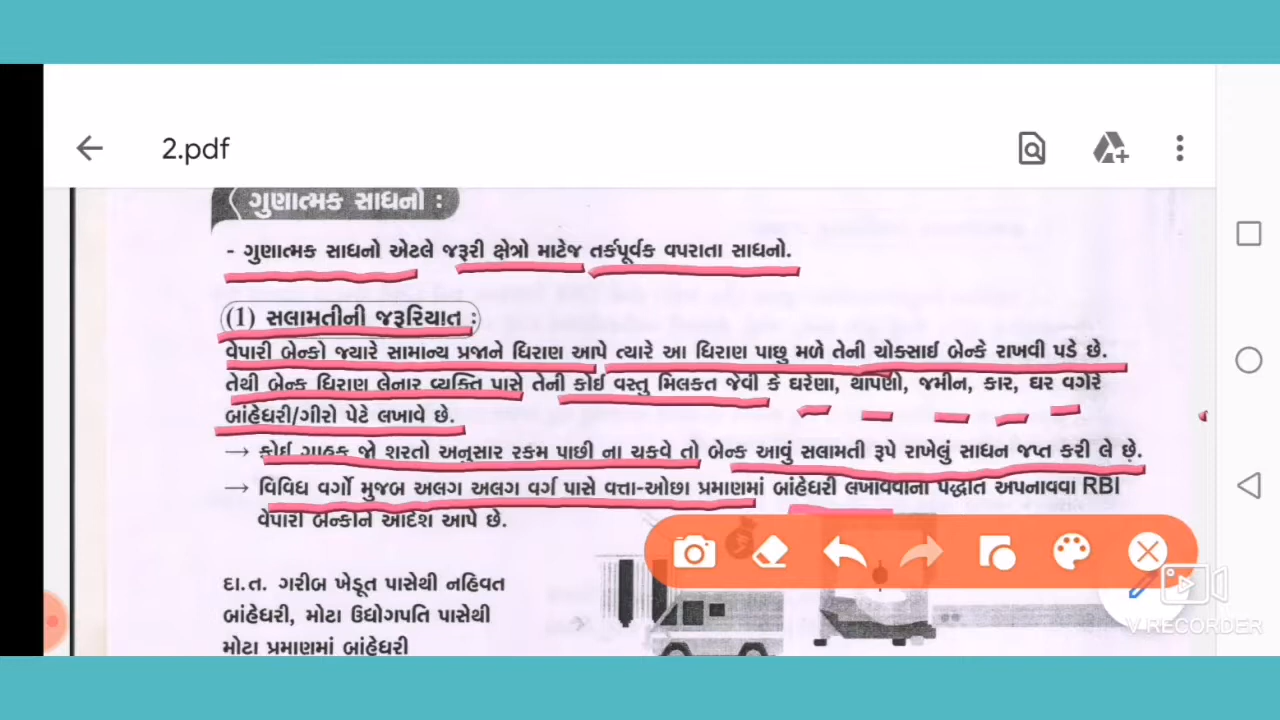 2.pdf
ગુણાત્મક સાધનો :
- ગુણાત્મક સાધનો એટલે જરૂરી ક્ષેત્રો માટેજ તર્કપૂર્વક વપરાતા સાધનો.
(1) સલામતીની જરૂરિયાત :
વેપારી બેન્કો જ્યારે સામાન્ય પ્રજાને ધિરાણ આપે ત્યારે આ ધિરાણ પાછુ મળે તેની ચોક્સાઈ બેન્કે રાખવી પડે છે.
તેથી બેન્ક ધિરાણ લેનાર વ્યક્તિ પાસે તેની કોઈ વસ્તુ મિલકત જેવી કે ઘરેણા, થાપણો, જમીન, કાર, ઘર વગેરે
બાંહેધરી/ગીરો પેટે લખાવે છે.
→ કોઈ ગ્રાહક જો શરતો અનુસાર રકમ પાછી ના ચુકવે તો બેન્ક આવું સલામતી રૂપે રાખેલું સાધન જપ્ત કરી લે છે.
→ વિવિધ વર્ગો મુજબ અલગ અલગ વર્ગ પાસે વત્તા-ઓછા પ્રમાણમાં બાંહેધરી લખાવવાની પદ્ધતિ અપનાવવા RBI
વેપારી બેન્કોને આદેશ આપે છે.
દા.ત. ગરીબ ખેડૂત પાસેથી નહિવત
બાંહેધરી, મોટા ઉદ્યોગપતિ પાસેથી
મોટા પ્રમાણમાં બાંહેધરી
V RECORDER